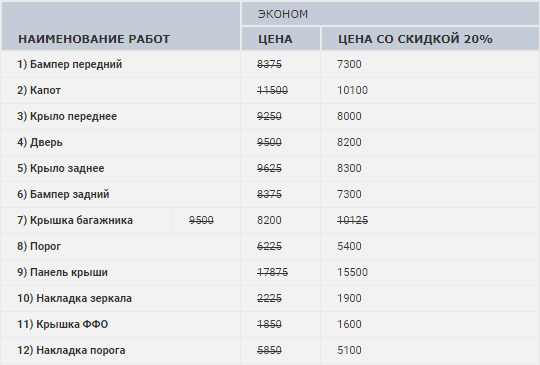 ЭКОНОМ
НАИМЕНОВАНИЕ РАБОТ ЦЕНА ЦЕНА СО СКИДКОЙ 20%
1) Бампер передний 8375 7300
2) Капот 11500 10100
3) Крыло переднее 9250 8000
4) Дверь 9500 8200
5) Крыло заднее 9625 8300
6) Бампер задний 8375 7300
7) Крышка багажника 9500 8200 10125
8) Порог 6225 5400
9) Панель крыши 17875 15500
10) Накладка зеркала 2225 1900
11) Крышка ФФО 1850 1600
12) Накладка порога 5850 5100